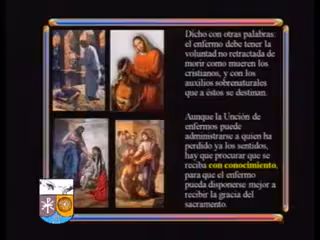 Dicho con otras palabras:
el enfermo debe tener la
voluntad no retractada de
morir como mueren los
cristianos, y con los
auxilios sobrenaturales
que a éstos se destinan.
Aunque la Unción de
enfermos puede
administrarse a quien ha
perdido ya los sentidos,
hay que procurar que se
reciba con conocimiento,
para que el enfermo
pueda disponerse mejor a
recibir la gracia del
sacramento.